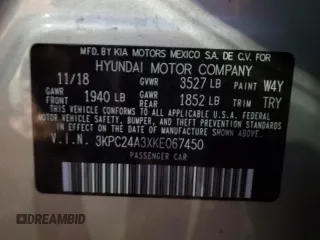 MFD. BY KIA MOTORS MEXICO S.A. DE C.V. FOR
HYUNDAI MOTOR COMPANY
11/18 GVWR 3527 LB PAINT W4Y
GAWR FRONT 1940 LB GAWR REAR 1852 LB TRIM TRY
THIS VEHICLE CONFORMS TO ALL APPLICABLE
FEDERAL MOTOR VEHICLE SAFETY, BUMPER,
AND THEFT PREVENTION STANDARDS IN EFFECT ON
THE DATE OF MANUFACTURE SHOWN ABOVE.
V.I.N. 3KPC24A3XKE067450
PASSENGER CAR
© DREAMBID